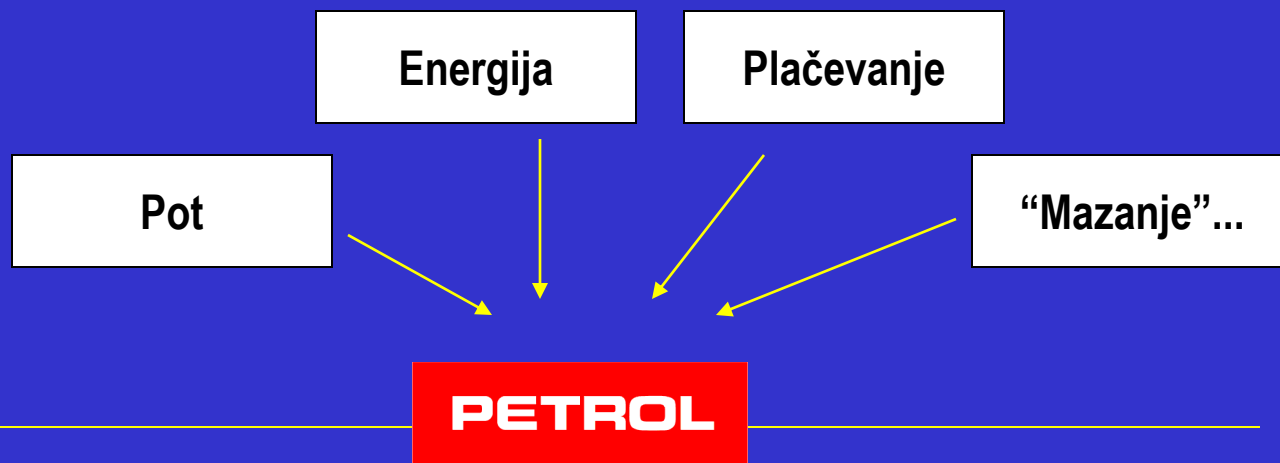 Energija
Plačevanje
Pot
“Mazanje”...
PETROL